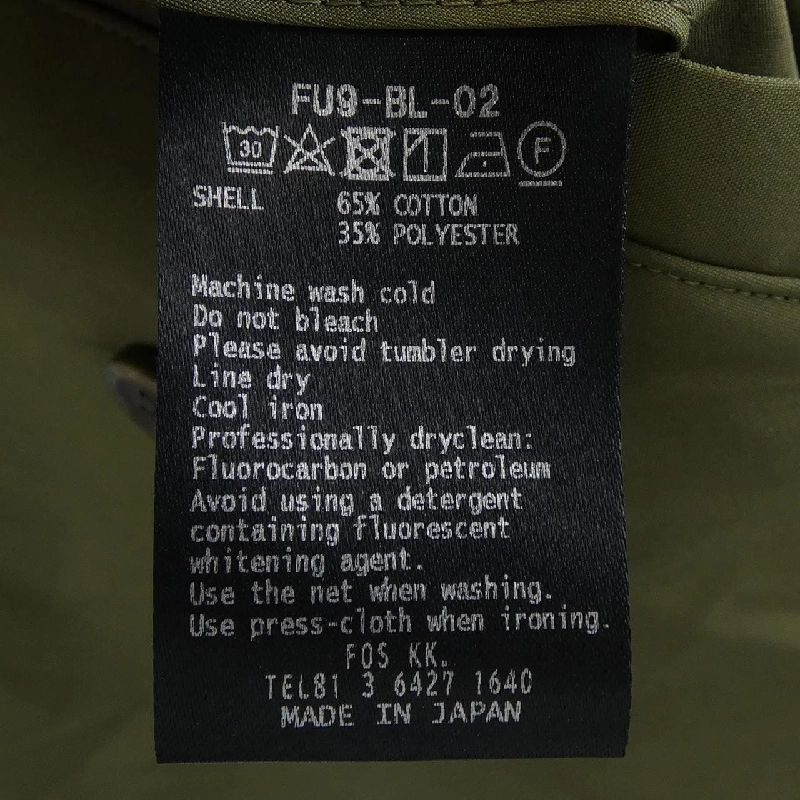 FU9-BL-02
30 F
SHELL 65% COTTON
35% POLYESTER
Machine wash cold
Do not bleach
Please avoid tumbler drying
Line dry
Cool iron
Professionally dryclean:
Fluorocarbon or petroleum
Avoid using a detergent
containing fluorescent
whitening agent.
Use the net when washing.
Use press-cloth when ironing.
FOS KK.
TEL81 3 6427 1640
MADE IN JAPAN